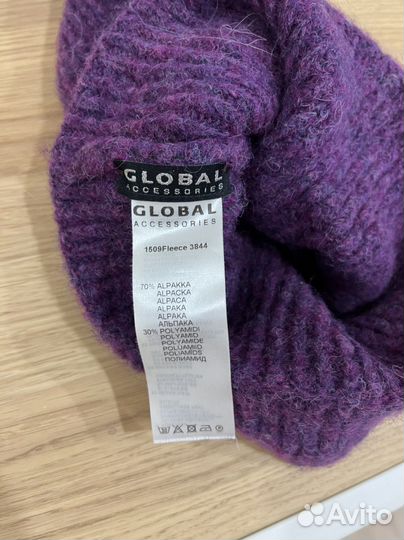 GLOBAL
ACCESSORIES
GLOBAL
ACCESSORIES
1509Fleece 3844
70% ALPAKKA
ALPACKA
ALPACA
ALPAKA
ALPAKA
АЛЬПАКА
30% POLYAMIDI
POLYAMID
POLYAMIDE
POLIJAMID
POLIAMIDS
ПОЛИАМИД
Avito